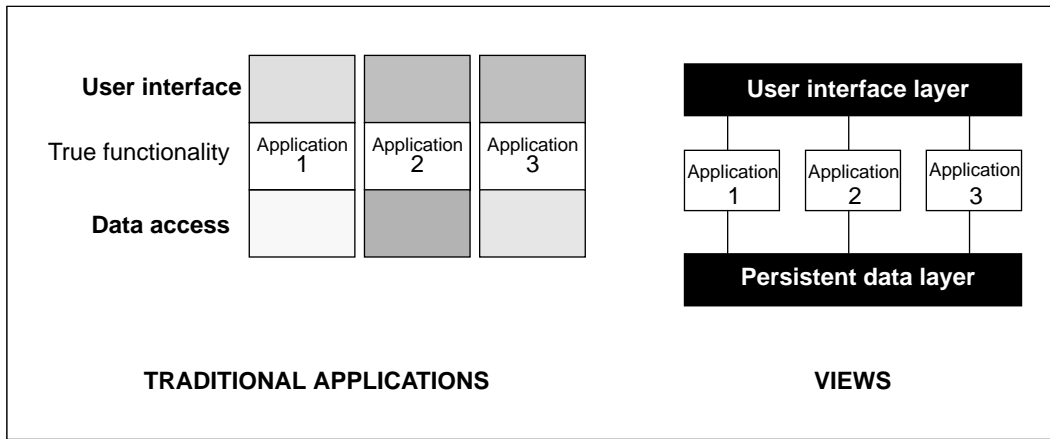 User interface
True functionality
Data access
Application
1
Application
2
Application
3
TRADITIONAL APPLICATIONS
User interface layer
Application
1
Application
2
Application
3
Persistent data layer
VIEWS